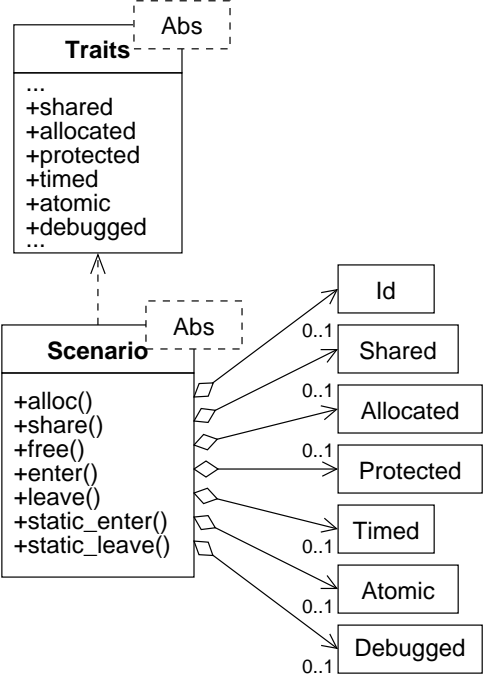 Abs
Traits
...
+shared
+allocated
+protected
+timed
+atomic
+debugged
...
Abs
Scenario
+alloc()
+share()
+free()
+enter()
+leave()
+static_enter()
+static_leave()
Id
0..1
Shared
0..1
Allocated
0..1
Protected
Timed
0..1
Atomic
0..1
Debugged
0..1